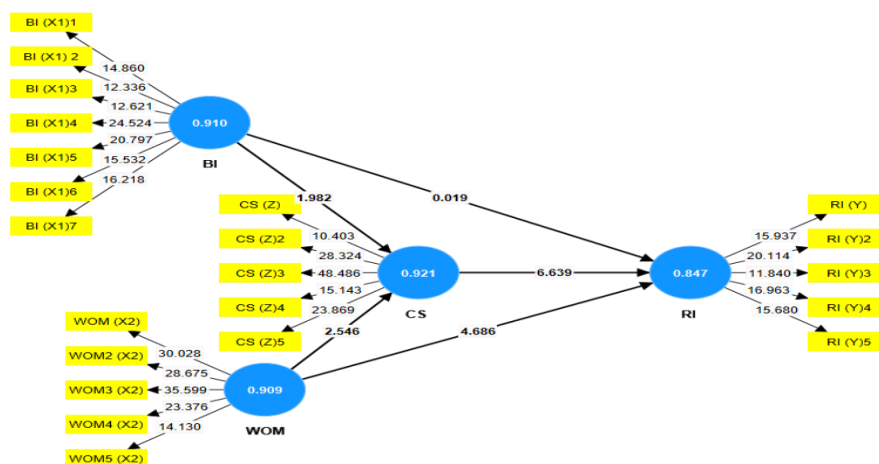 BI (X1)1
BI (X1) 2
BI (X1)3
BI (X1)4
BI (X1)5
BI (X1)6
BI (X1)7
14.860
12.336
12.621
24.524
20.797
15.532
16.218
0.910
BI
1.982
0.019
CS (Z)
CS (Z)2
CS (Z)3
CS (Z)4
CS (Z)5
10.403
28.324
48.486
15.143
23.869
0.921
CS
6.639
2.546
4.686
RI (Y)
RI (Y)2
RI (Y)3
RI (Y)4
RI (Y)5
15.937
20.114
11.840
16.963
15.680
0.847
RI
WOM (X2)
WOM2 (X2)
WOM3 (X2)
WOM4 (X2)
WOM5 (X2)
30.028
28.675
35.599
23.376
14.130
0.909
WOM